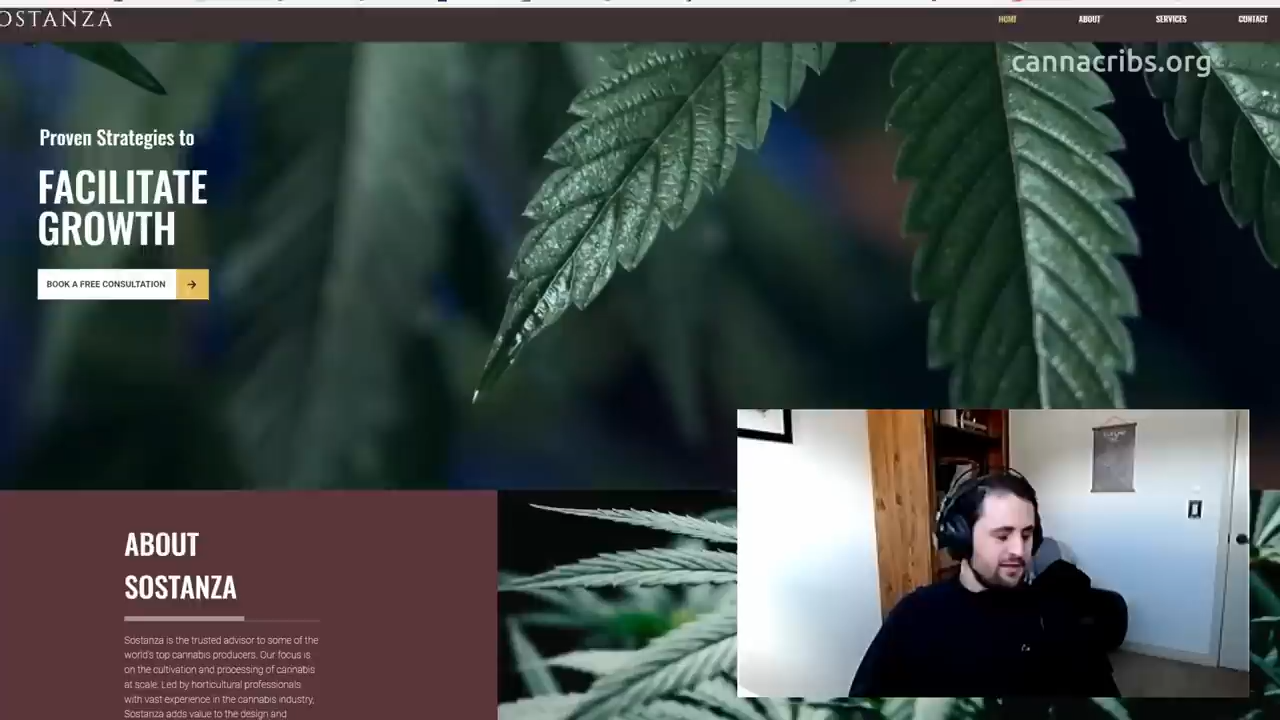 OSTANZA
HOME
ABOUT
SERVICES
CONTACT
cannacribs.org
Proven Strategies to
FACILITATE
GROWTH
BOOK A FREE CONSULTATION
ABOUT
SOSTANZA
Sostanza is the trusted advisor to some of the
world's top cannabis producers. Our focus is
on the cultivation and processing of cannabis
at scale. Led by horticultural professionals
with vast experience in the cannabis industry,
Sostanza adds value to the design and